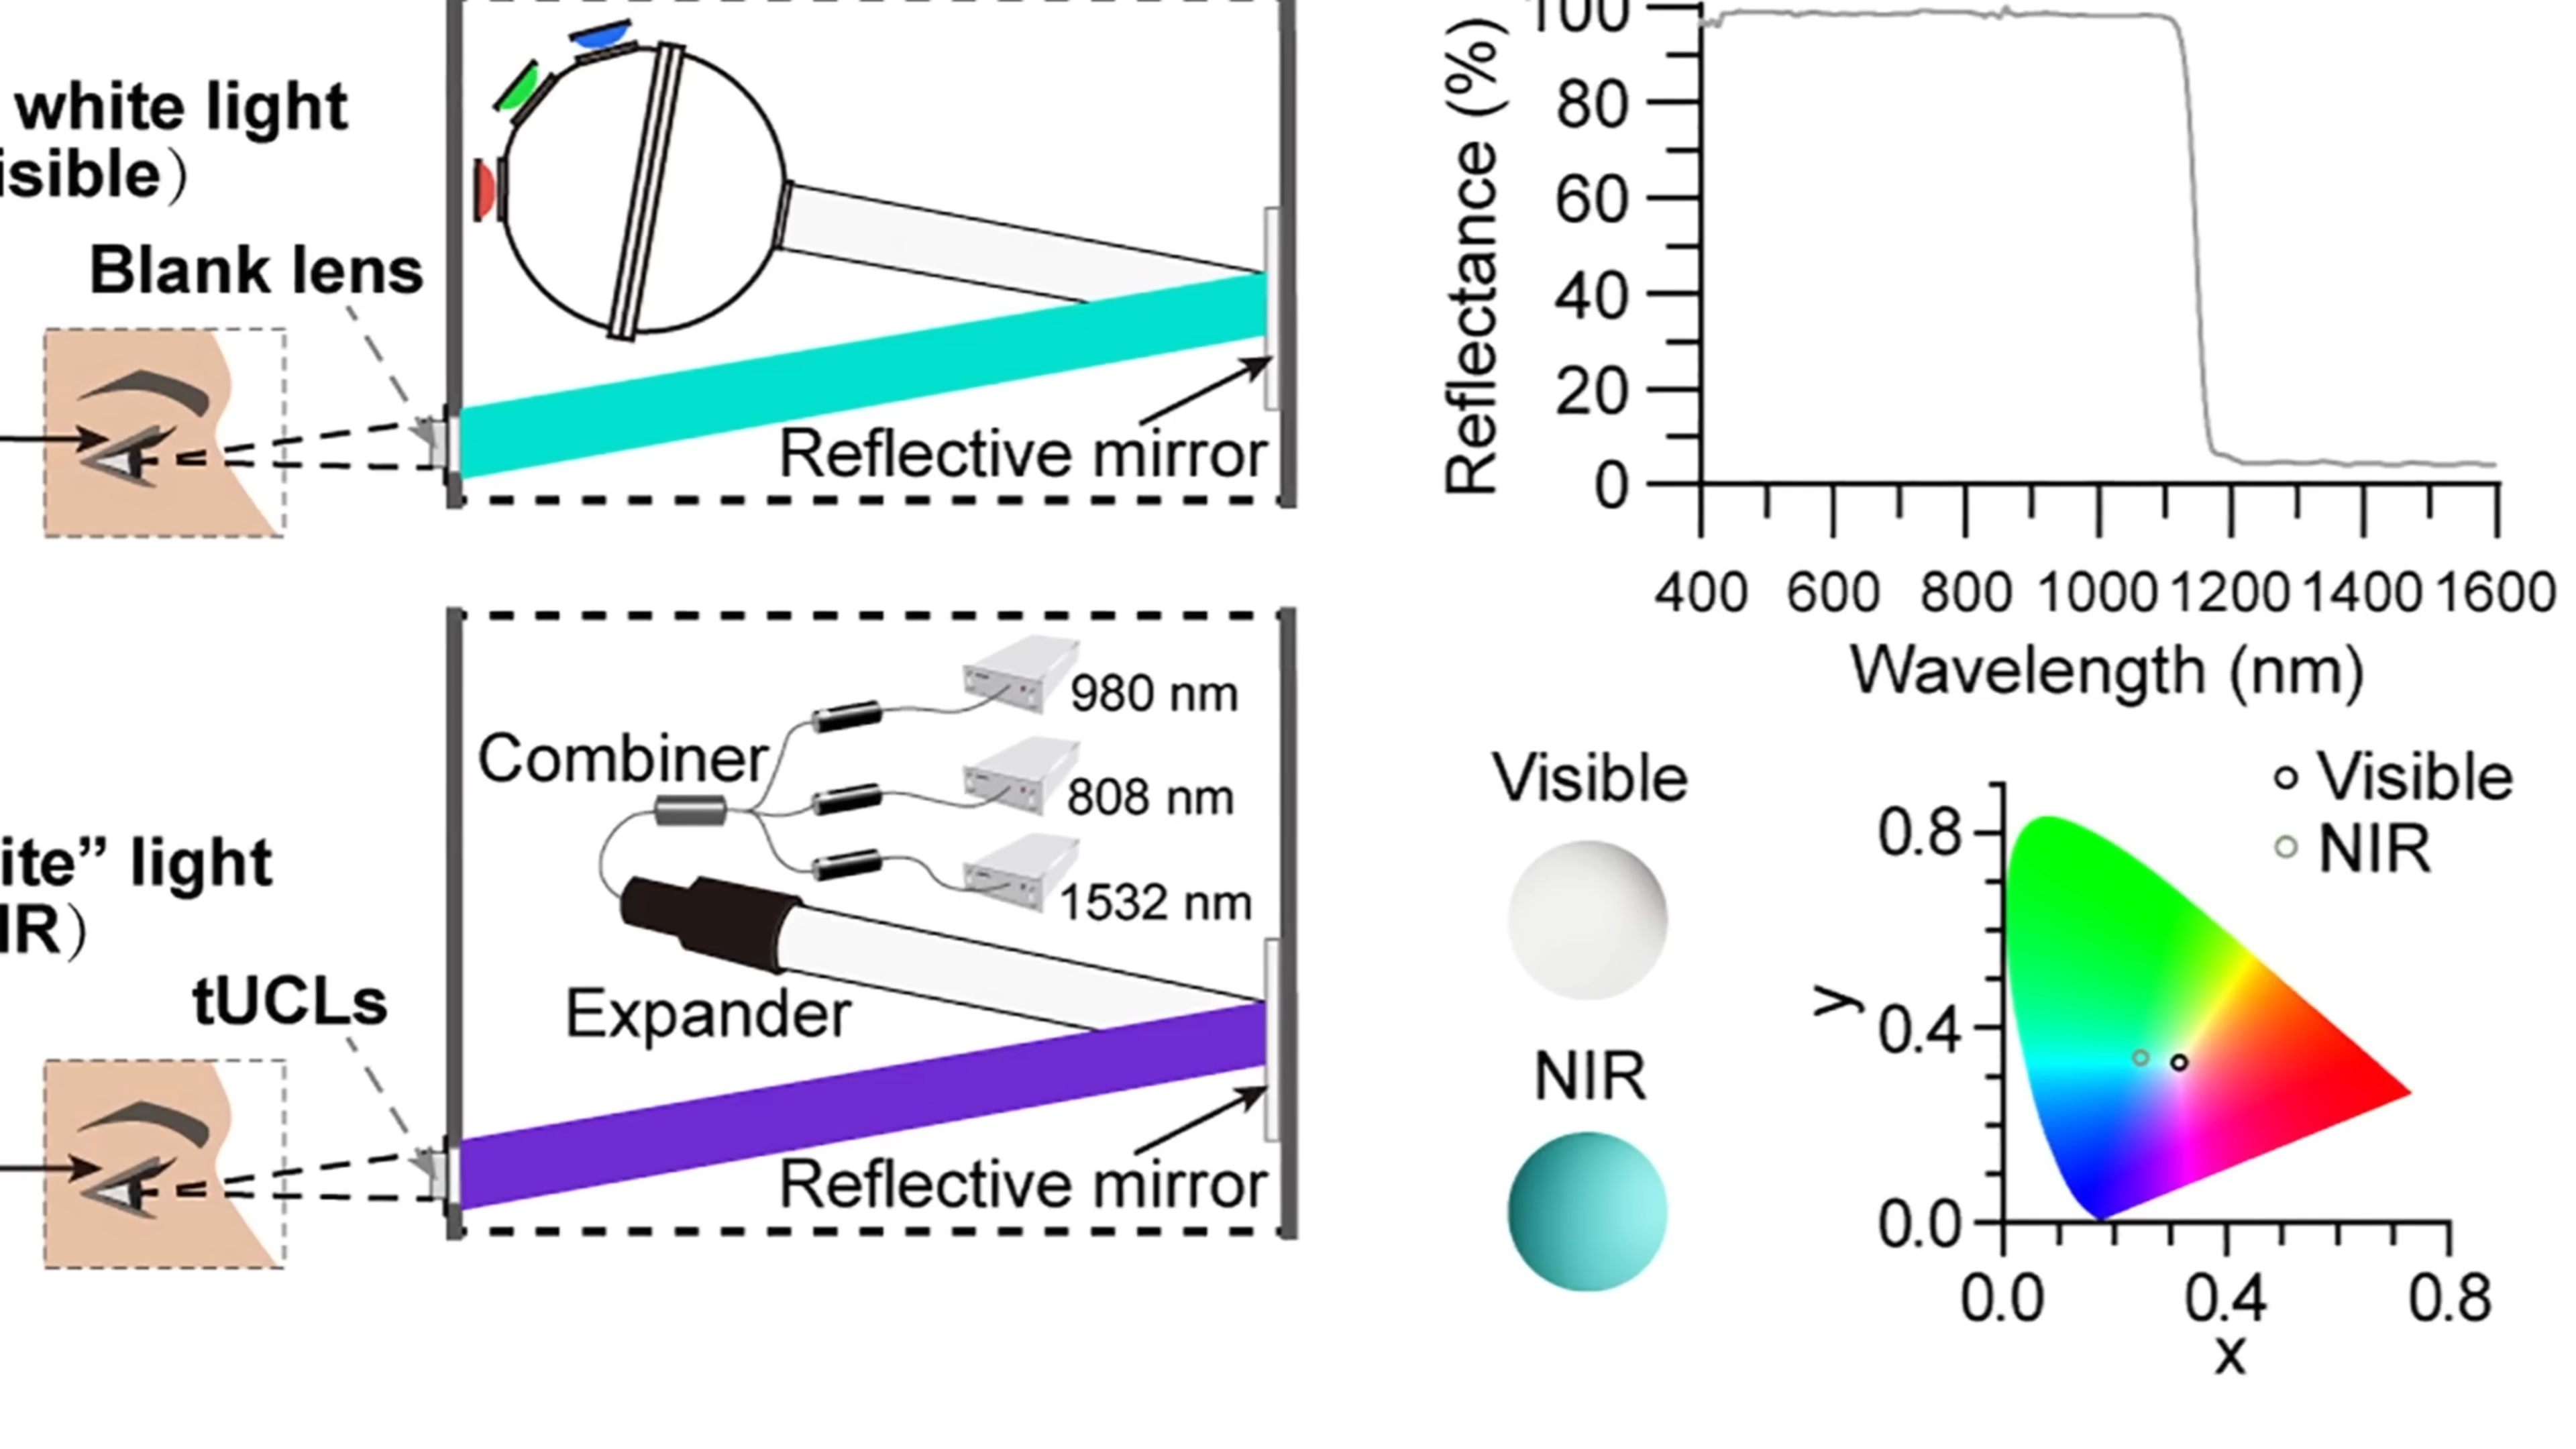 white light
isible）
Blank lens
Reflective mirror
Reflectance (%)
100
80
60
40
20
0
400 600 800 1000 1200 1400 1600
Wavelength (nm)
ite” light
IR）
tUCLs
Combiner
980 nm
808 nm
1532 nm
Expander
Reflective mirror
Visible
NIR
Visible
NIR
y
0.8
0.4
0.0
0.0 0.4 0.8
x